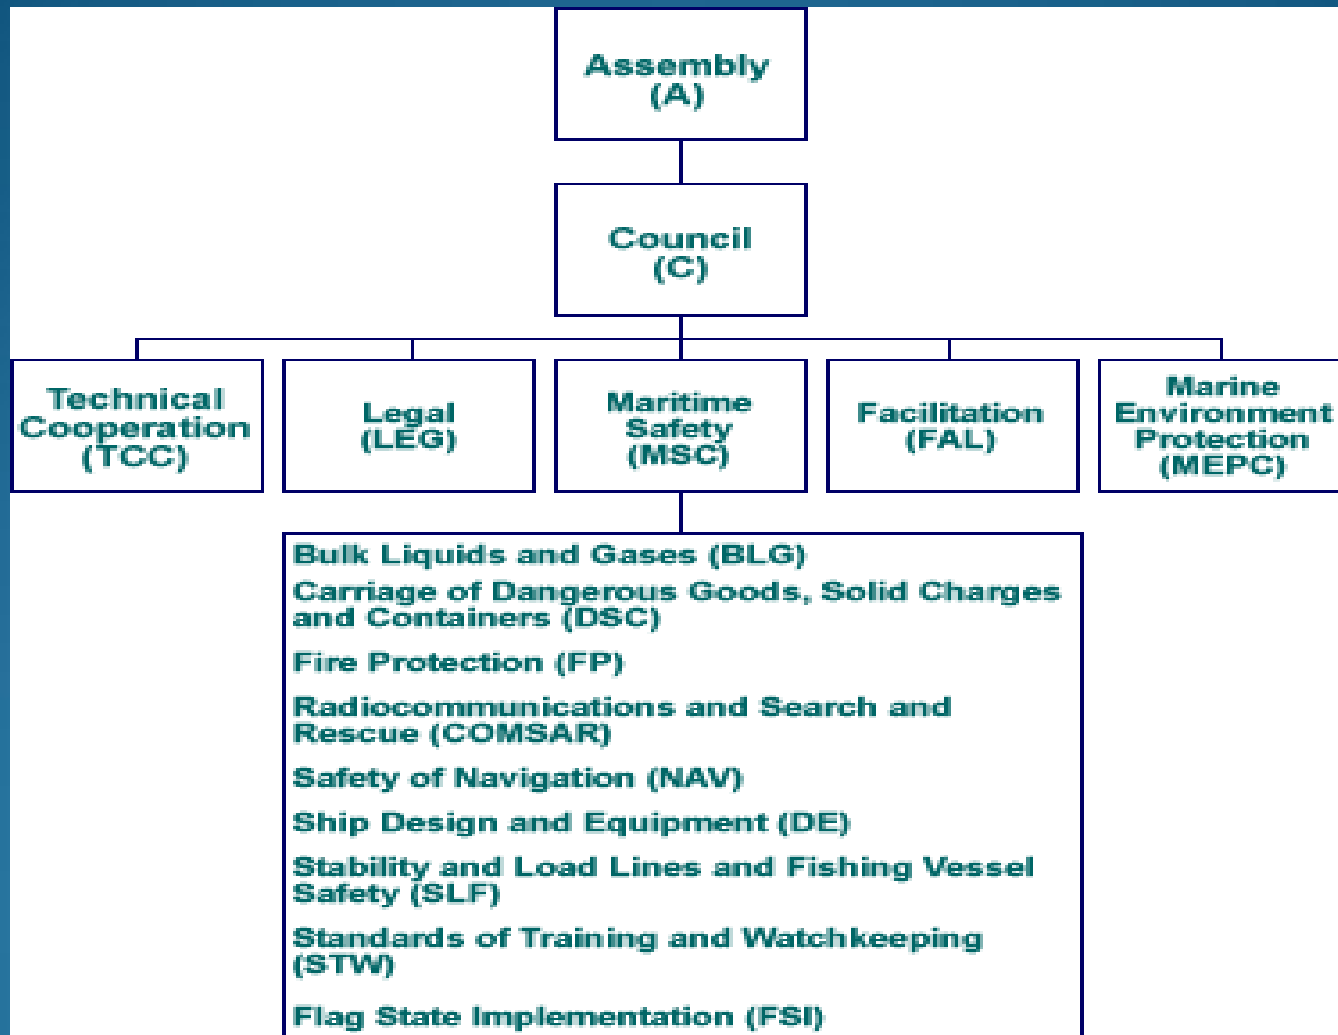 Assembly
(A)
Council
(C)
Technical
Cooperation
(TCC)
Legal
(LEG)
Maritime
Safety
(MSC)
Facilitation
(FAL)
Marine
Environment
Protection
(MEPC)
Bulk Liquids and Gases (BLG)
Carriage of Dangerous Goods, Solid Charges
and Containers (DSC)
Fire Protection (FP)
Radiocommunications and Search and
Rescue (COMSAR)
Safety of Navigation (NAV)
Ship Design and Equipment (DE)
Stability and Load Lines and Fishing Vessel
Safety (SLF)
Standards of Training and Watchkeeping
(STW)
Flag State Implementation (FSI)